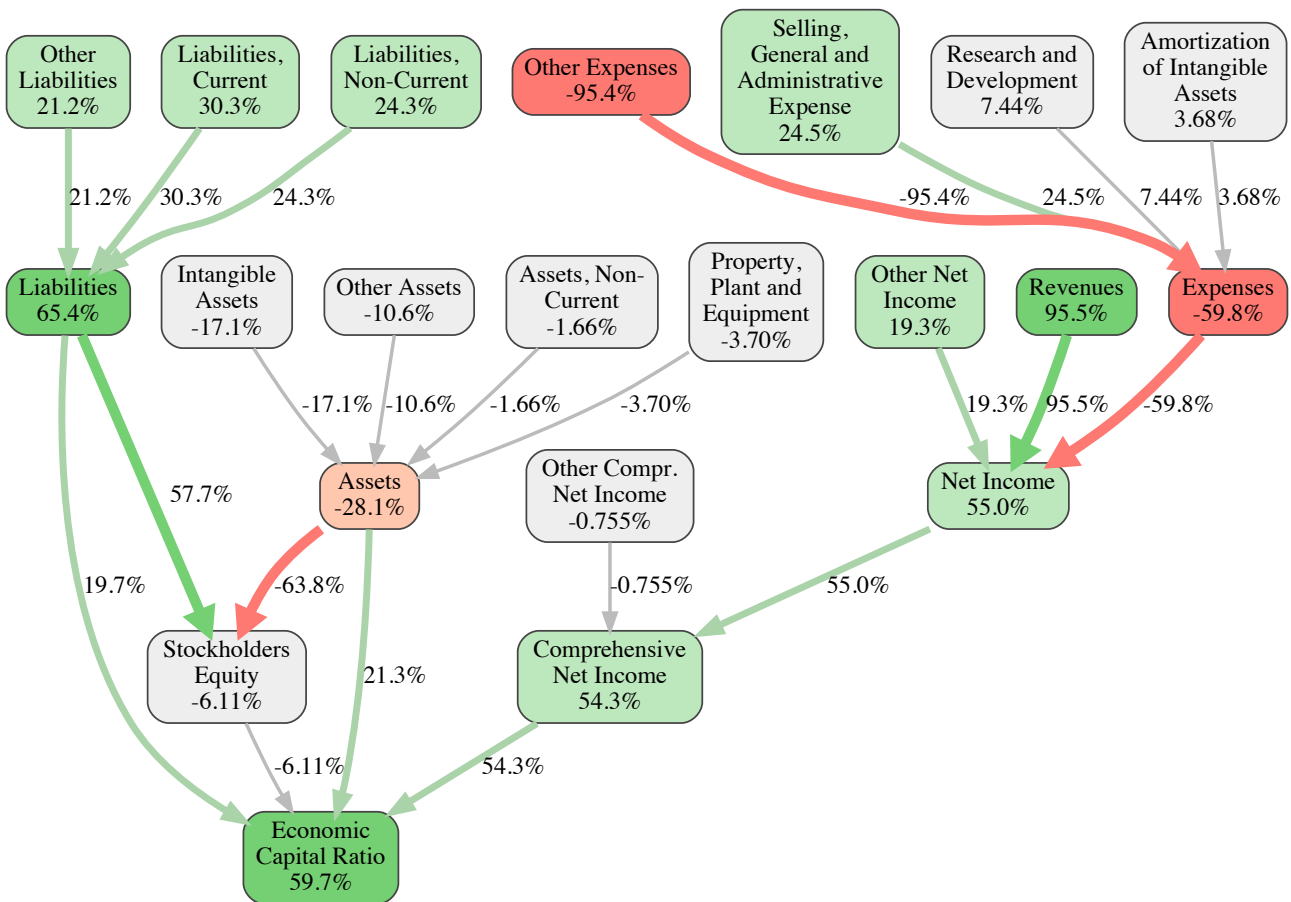 Other
Liabilities
21.2%
Liabilities,
Current
30.3%
Liabilities,
Non-Current
24.3%
Other Expenses
-95.4%
Selling,
General and
Administrative
Expense
24.5%
Research and
Development
7.44%
Amortization
of Intangible
Assets
3.68%
21.2%
30.3%
24.3%
-95.4%
24.5%
7.44%
3.68%
Liabilities
65.4%
Intangible
Assets
-17.1%
Other Assets
-10.6%
Assets, Non-
Current
-1.66%
Property,
Plant and
Equipment
-3.70%
Other Net
Income
19.3%
Revenues
95.5%
Expenses
-59.8%
-17.1%
-10.6%
-1.66%
-3.70%
19.3%
95.5%
-59.8%
57.7%
Assets
-28.1%
Other Compr.
Net Income
-0.755%
Net Income
55.0%
19.7%
-63.8%
-0.755%
55.0%
Stockholders
Equity
-6.11%
21.3%
Comprehensive
Net Income
54.3%
-6.11%
54.3%
Economic
Capital Ratio
59.7%